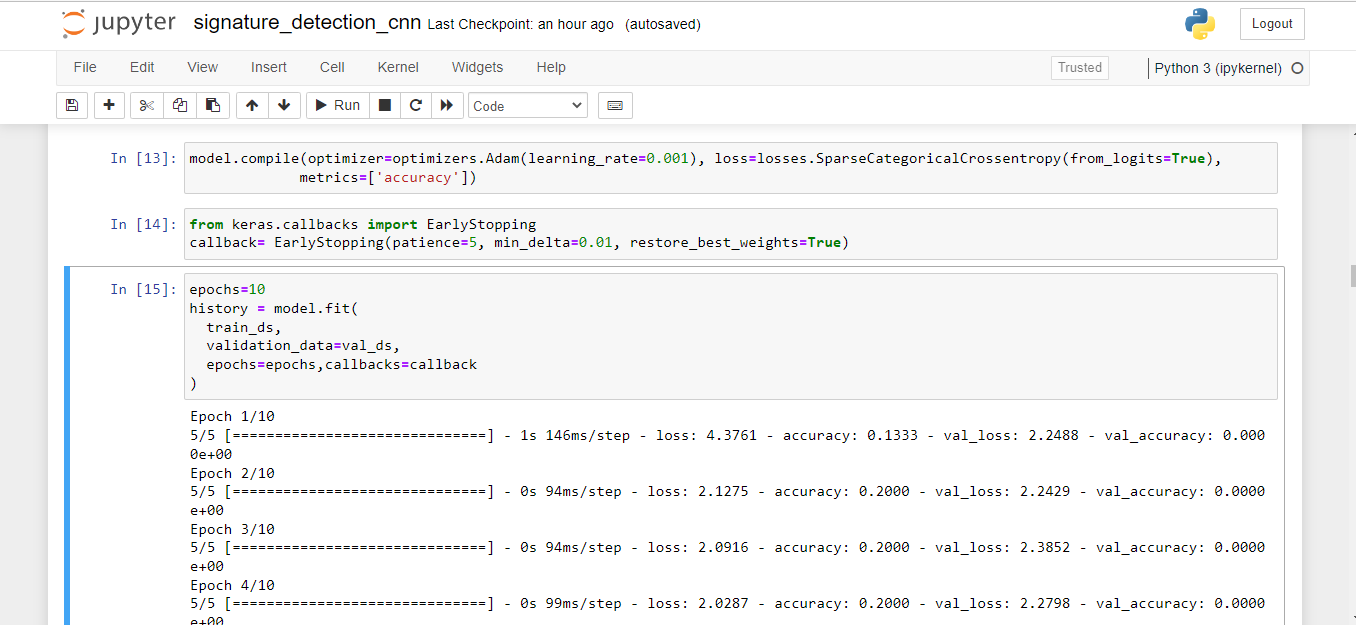 jupyter signature_detection_cnn Last Checkpoint: an hour ago (autosaved) Logout
File Edit View Insert Cell Kernel Widgets Help Trusted Python 3 (ipykernel)
Run Code
In [13]: model.compile(optimizer=optimizers.Adam(learning_rate=0.001), loss=losses.SparseCategoricalCrossentropy(from_logits=True),
metrics=['accuracy'])
In [14]: from keras.callbacks import EarlyStopping
callback= EarlyStopping(patience=5, min_delta=0.01, restore_best_weights=True)
In [15]: epochs=10
history = model.fit(
train_ds,
validation_data=val_ds,
epochs=epochs,callbacks=callback
)
Epoch 1/10
5/5 [==============================] - 1s 146ms/step - loss: 4.3761 - accuracy: 0.1333 - val_loss: 2.2488 - val_accuracy: 0.000
0e+00
Epoch 2/10
5/5 [==============================] - 0s 94ms/step - loss: 2.1275 - accuracy: 0.2000 - val_loss: 2.2429 - val_accuracy: 0.0000
e+00
Epoch 3/10
5/5 [==============================] - 0s 94ms/step - loss: 2.0916 - accuracy: 0.2000 - val_loss: 2.3852 - val_accuracy: 0.0000
e+00
Epoch 4/10
5/5 [==============================] - 0s 99ms/step - loss: 2.0287 - accuracy: 0.2000 - val_loss: 2.2798 - val_accuracy: 0.0000
e+00